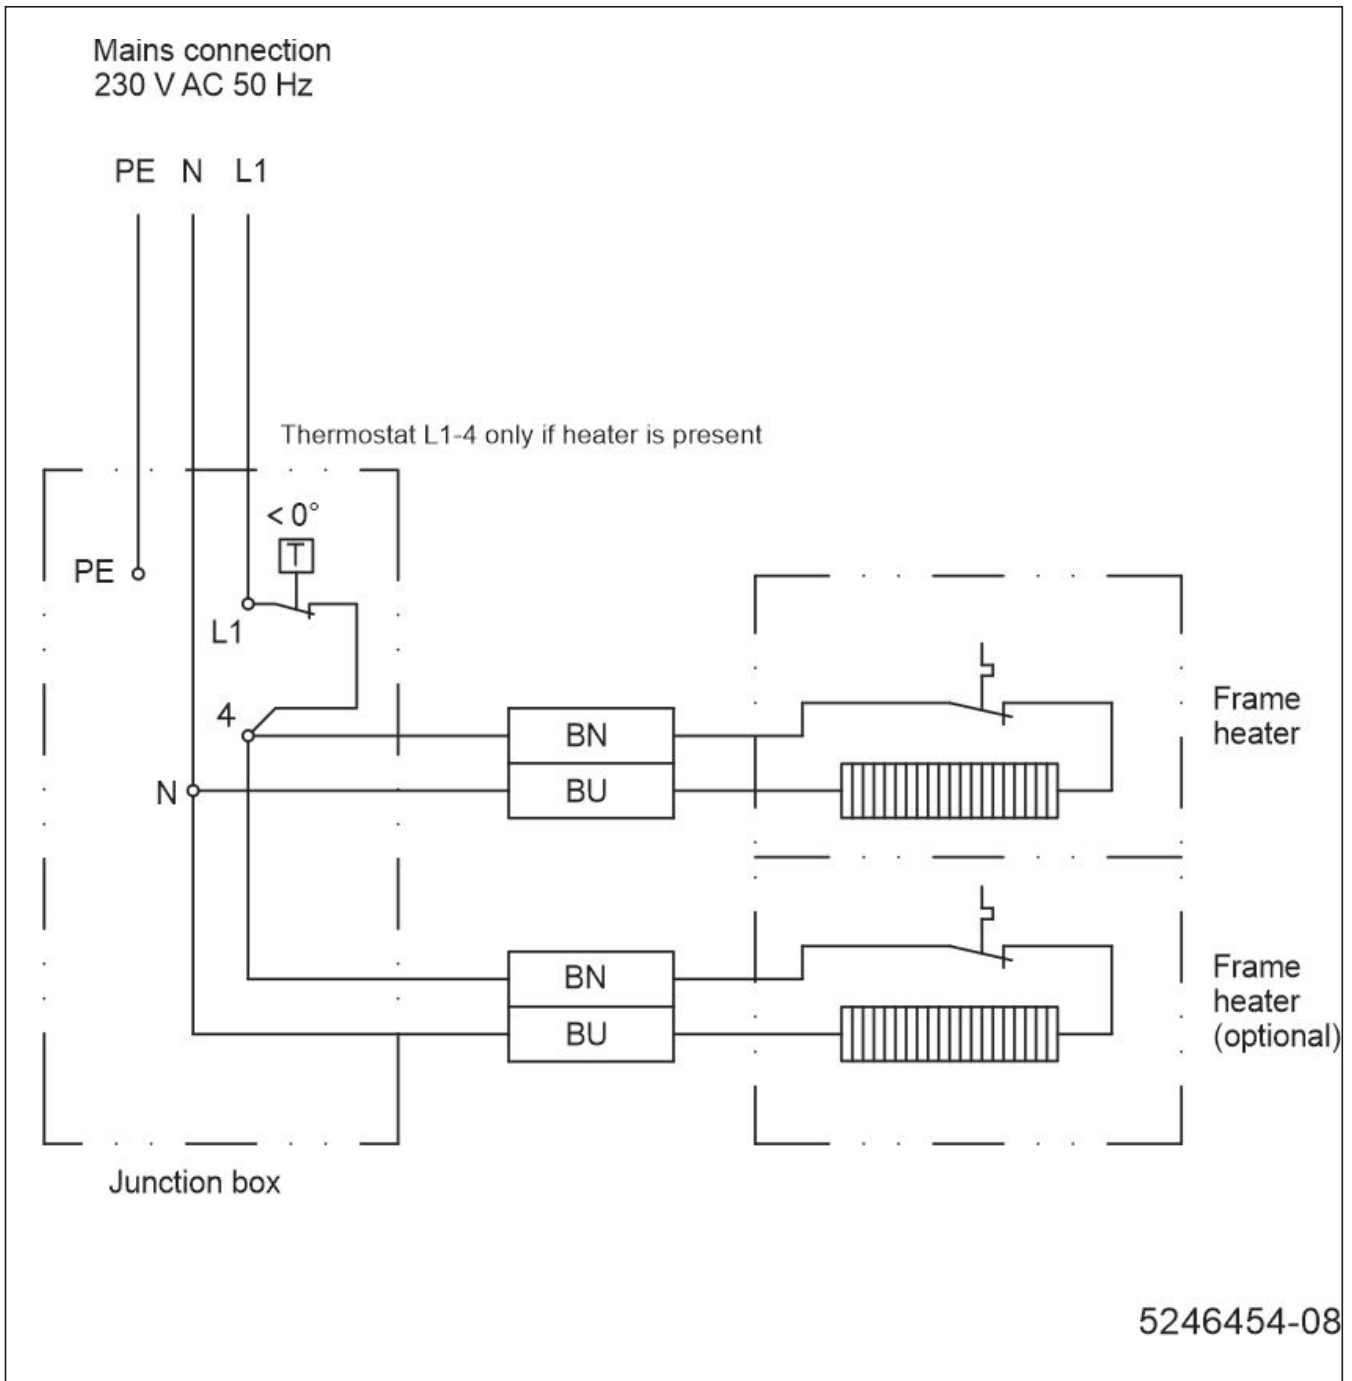 Mains connection
230 V AC 50 Hz
PE N L1
Thermostat L1-4 only if heater is present
< 0°
T
PE
L1
4
N
BN
BU
Frame
heater
BN
BU
Frame
heater
(optional)
Junction box
5246454-08